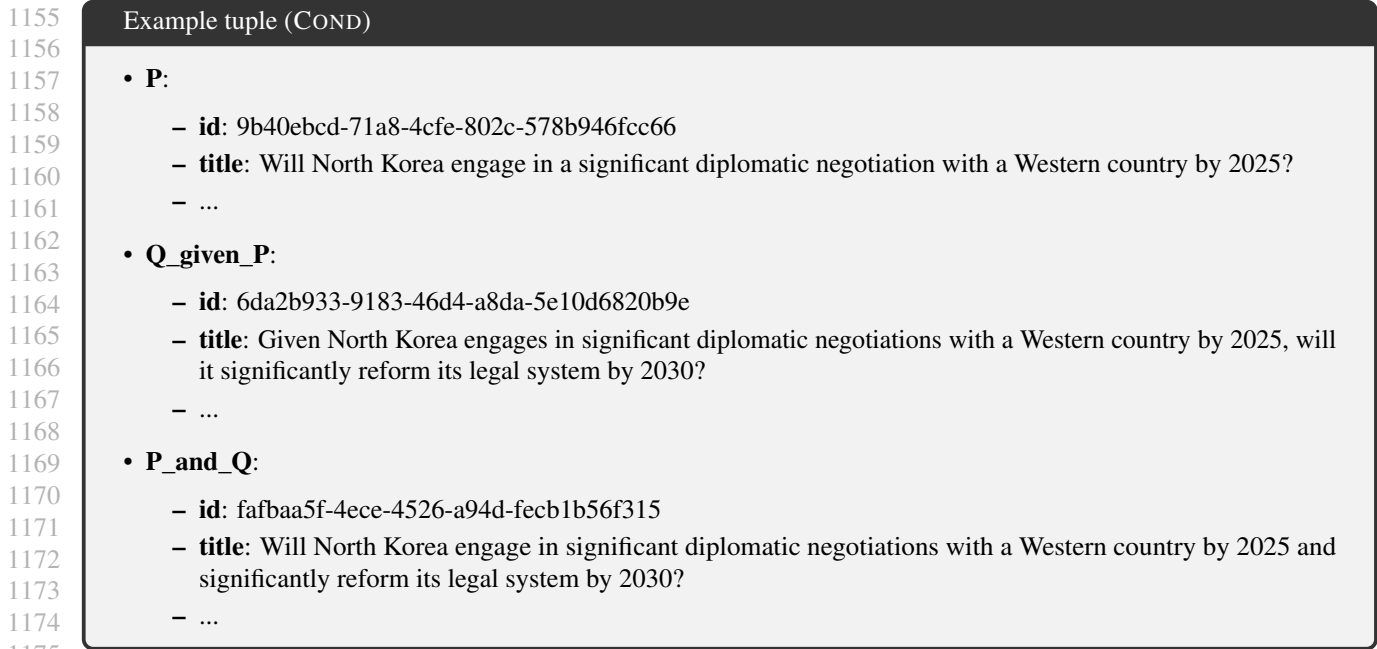 1155
1156
1157
1158
1159
1160
1161
1162
1163
1164
1165
1166
1167
1168
1169
1170
1171
1172
1173
1174
Example tuple (COND)
• P:
– id: 9b40ebcd-71a8-4cfe-802c-578b946fcc66
– title: Will North Korea engage in a significant diplomatic negotiation with a Western country by 2025?
– ...
• Q_given_P:
– id: 6da2b933-9183-46d4-a8da-5e10d6820b9e
– title: Given North Korea engages in significant diplomatic negotiations with a Western country by 2025, will
it significantly reform its legal system by 2030?
– ...
• P_and_Q:
– id: fafbaa5f-4ece-4526-a94d-fecb1b56f315
– title: Will North Korea engage in significant diplomatic negotiations with a Western country by 2025 and
significantly reform its legal system by 2030?
– ...